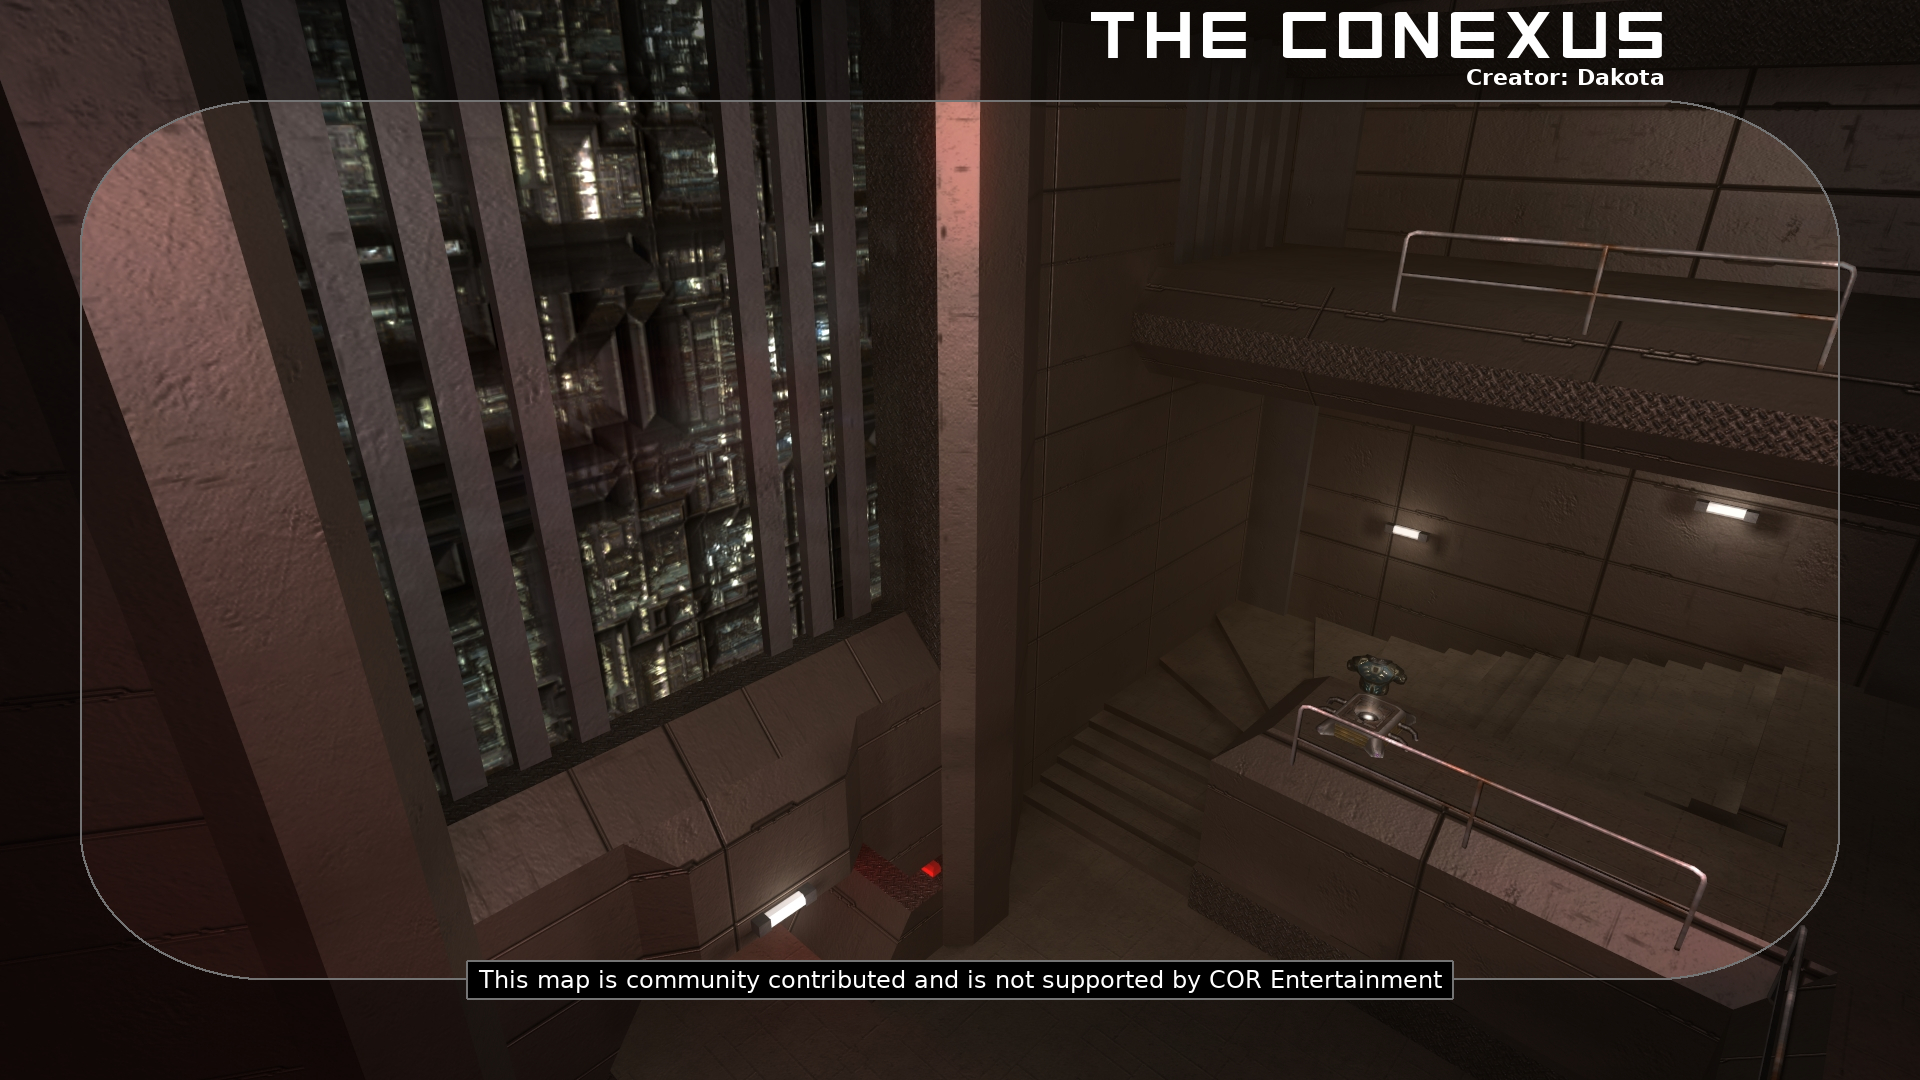 THE CONEXUS
Creator: Dakota
This map is community contributed and is not supported by COR Entertainment